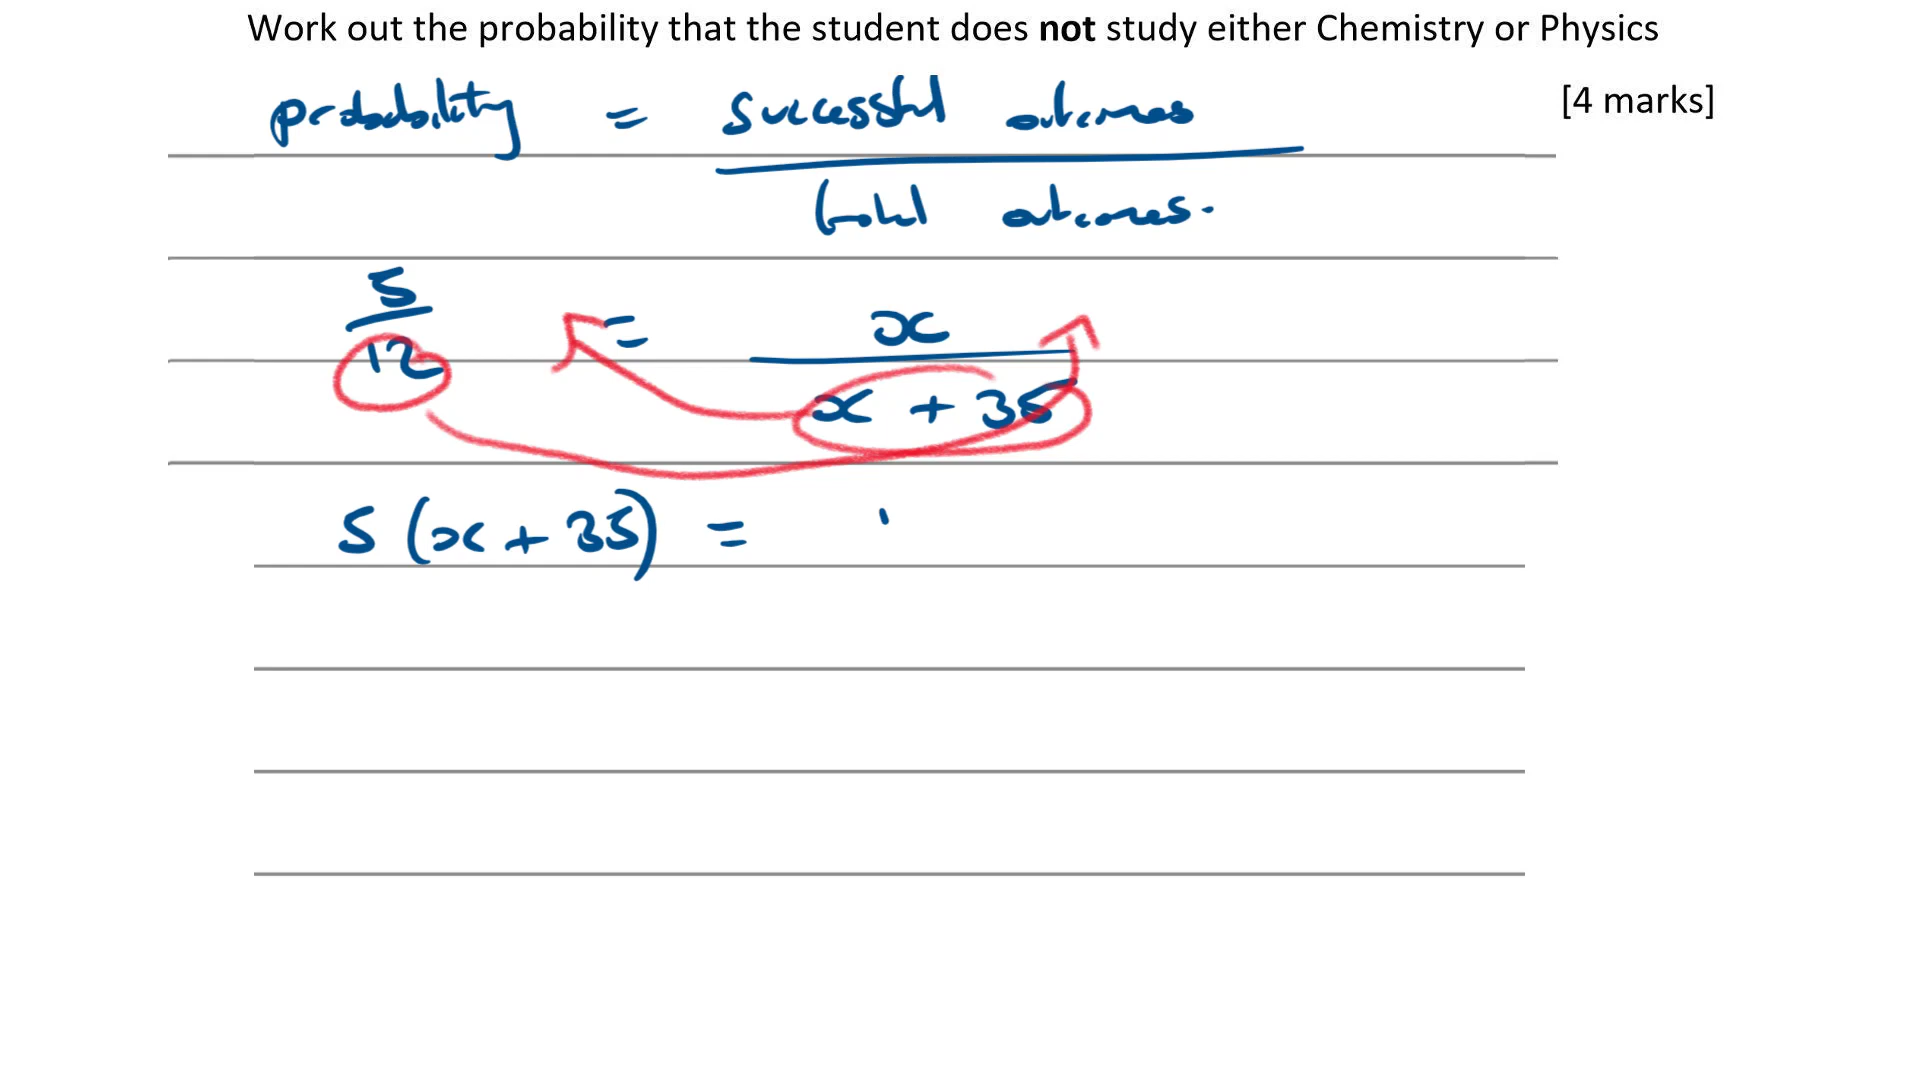 Work out the probability that the student does not study either Chemistry or Physics
[4 marks]
probability = successful outcomes
total outcomes.
5
12
=
x
x + 35
5 (x + 35) =